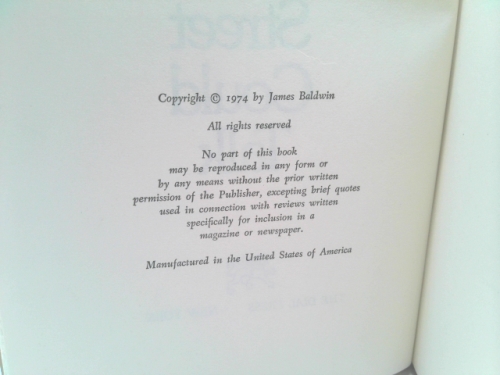 Street
Could
Copyright © 1974 by James Baldwin
All rights reserved
No part of this book
may be reproduced in any form or
by any means without the prior written
permission of the Publisher, excepting brief quotes
used in connection with reviews written
specifically for inclusion in a
magazine or newspaper.
Manufactured in the United States of America